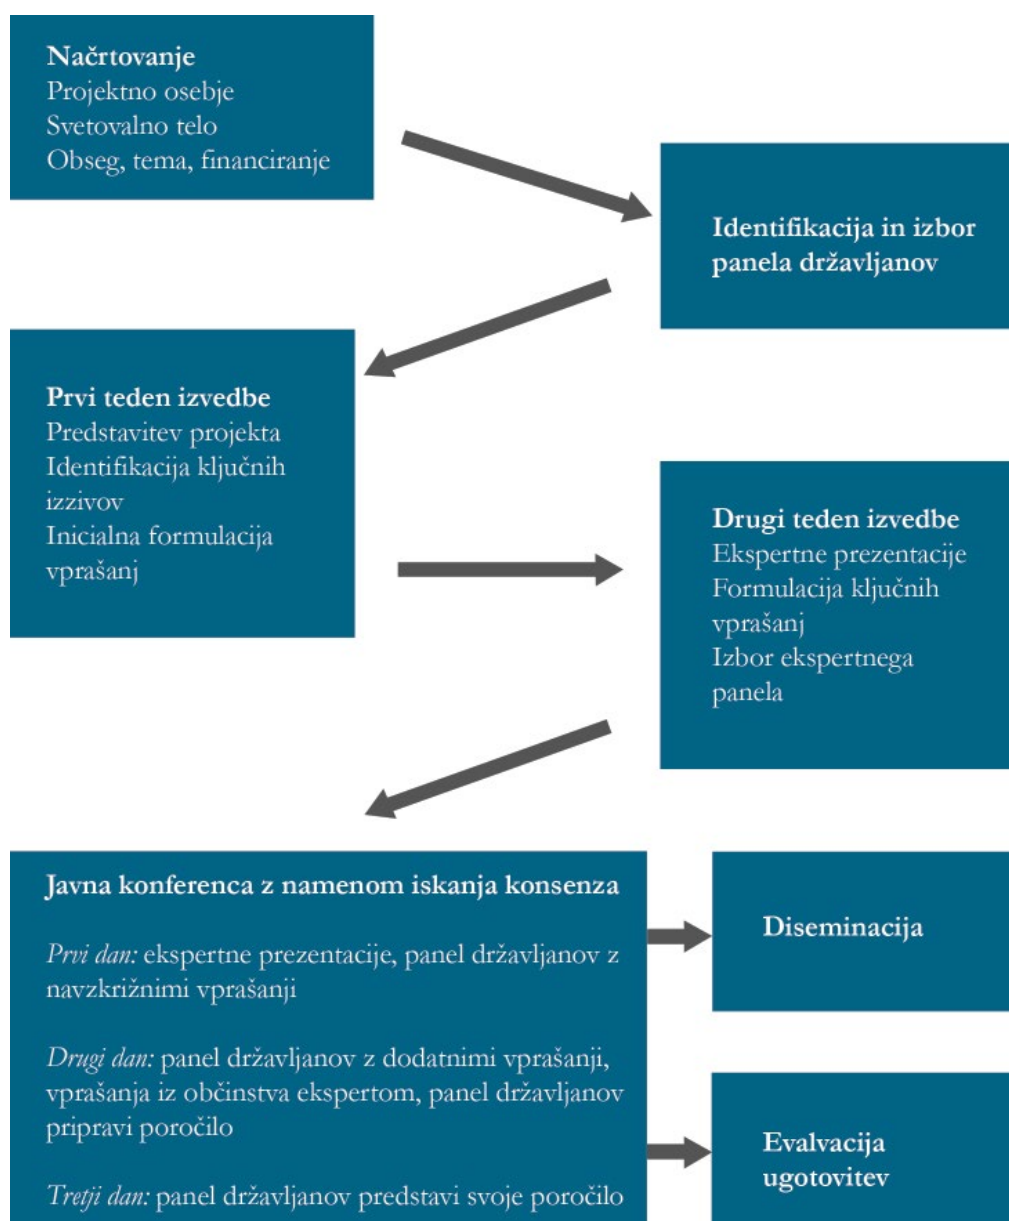 Načrtovanje
Projektno osebje
Svetovalno telo
Obseg, tema, financiranje
Identifikacija in izbor
panela državljanov
Prvi teden izvedbe
Predstavitev projekta
Identifikacija ključnih
izzivov
Inicialna formulacija
vprašanj
Drugi teden izvedbe
Ekspertne prezentacije
Formulacija ključnih
vprašanj
Izbor ekspertnega
panela
Javna konferenca z namenom iskanja konsenza
Prvi dan: ekspertne prezentacije, panel državljanov z
navzkrižnimi vprašanji
Drugi dan: panel državljanov z dodatnimi vprašanji,
vprašanja iz občinstva ekspertom, panel državljanov
pripravi poročilo
Tretji dan: panel državljanov predstavi svoje poročilo
Diseminacija
Evalvacija
ugotovitev